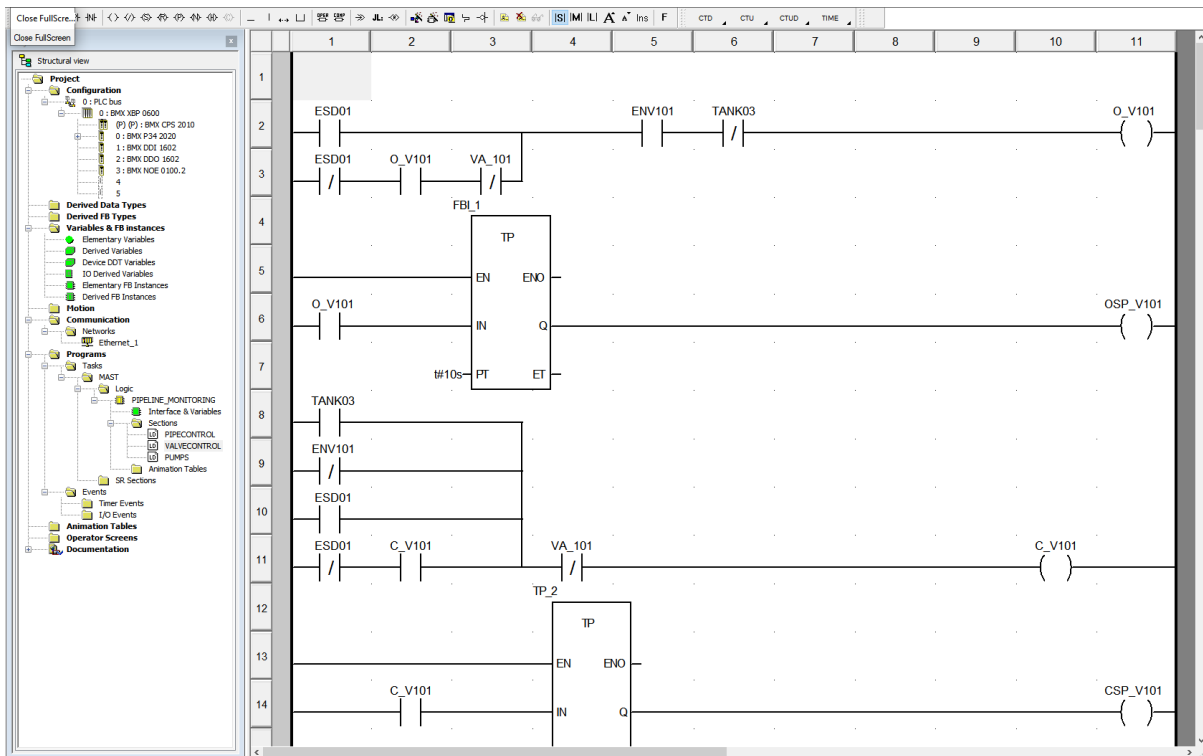 Close FullScre...
Close FullScreen
CTD
CTU
CTUD
TIME
|S| |M| |L| A A Ins F
Structural view
Project
Configuration
0 : PLC bus
0 : BMX XBP 0600
(P) (P) : BMX CPS 2010
0 : BMX P34 2020
1 : BMX DDI 1602
2 : BMX DDO 1602
3 : BMX NOE 0100.2
4
5
Derived Data Types
Derived FB Types
Variables & FB instances
Elementary Variables
Derived Variables
Device DDT Variables
IO Derived Variables
Elementary FB Instances
Derived FB Instances
Motion
Communication
Networks
Ethernet_1
Programs
Tasks
MAST
Logic
PIPELINE_MONITORING
Interface & Variables
Sections
PIPECONTROL
VALVECONTROL
PUMPS
Animation Tables
SR Sections
Events
Timer Events
I/O Events
Animation Tables
Operator Screens
Documentation
1 2 3 4 5 6 7 8 9 10 11
1
ESD01 ENV101 TANK03 O_V101
2
ESD01 O_V101 VA_101
3
FBI_1
4
TP
5
EN ENO
O_V101 OSP_V101
6
IN Q
7
t#10s PT ET
TANK03
8
ENV101
9
ESD01
10
ESD01 C_V101 VA_101 C_V101
11
TP_2
12
TP
13
EN ENO
C_V101 CSP_V101
14
IN Q